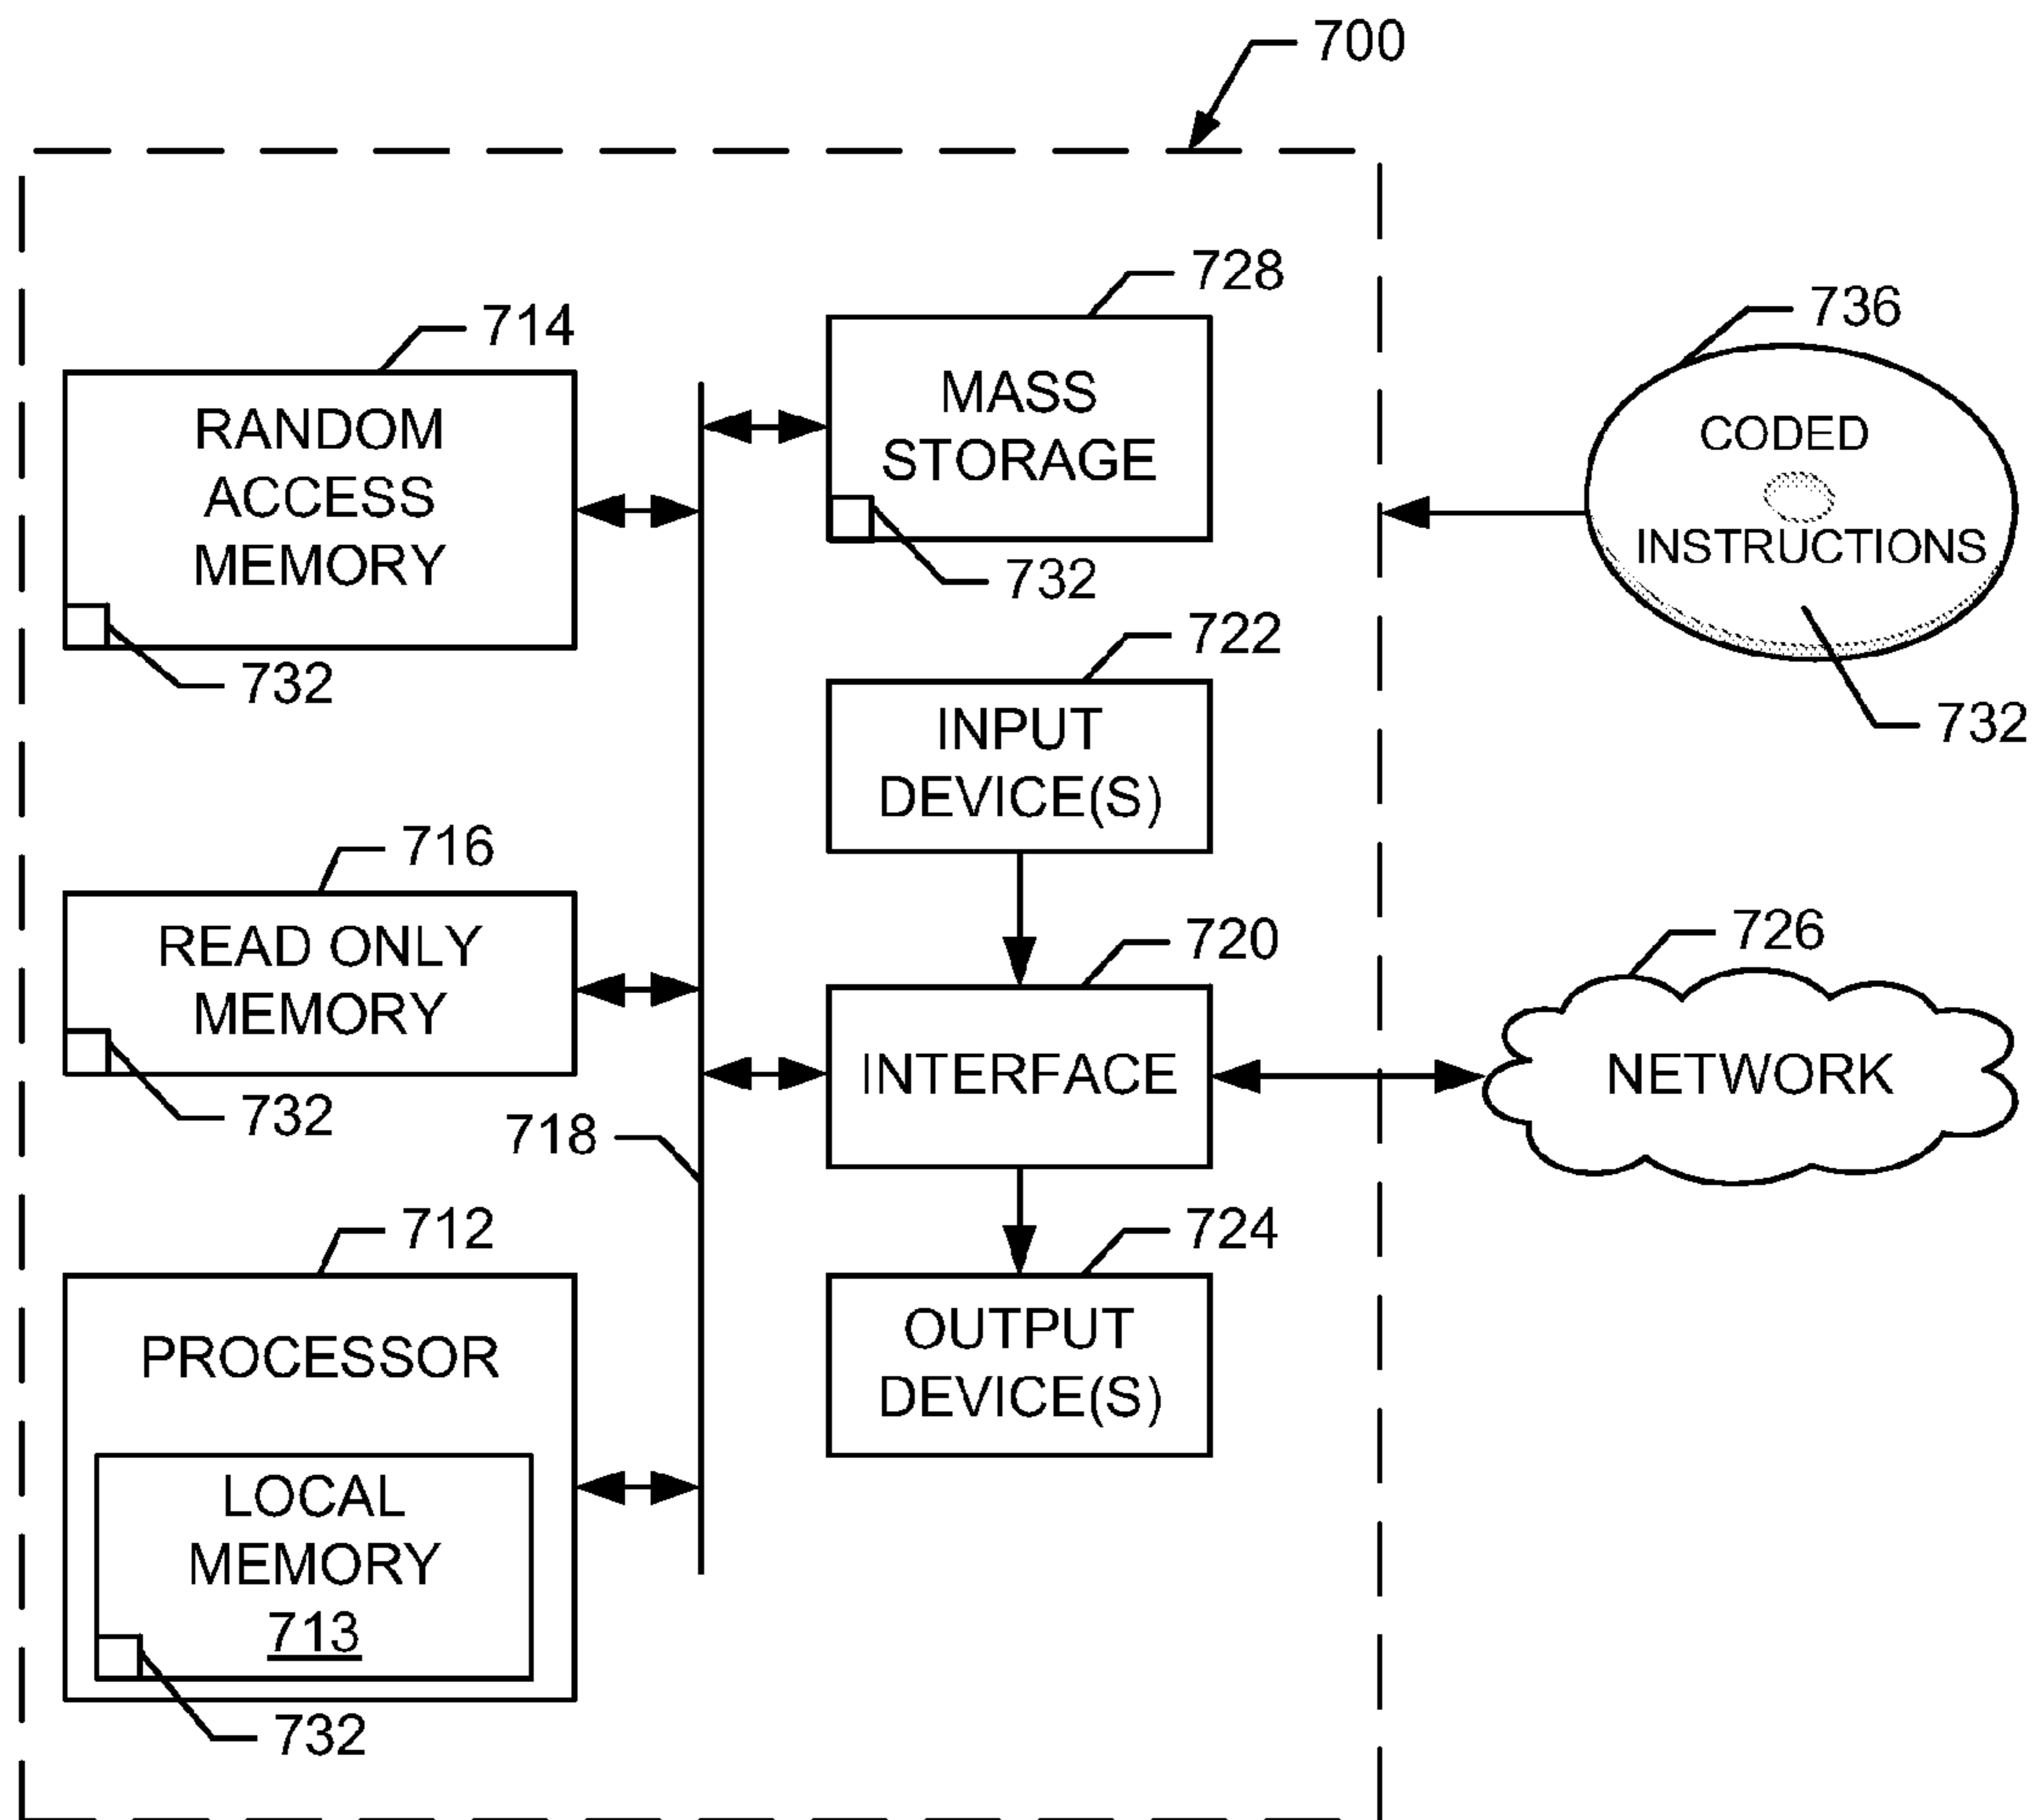 700
728
714
736
MASS
STORAGE
RANDOM
ACCESS
MEMORY
CODED
INSTRUCTIONS
732
732
722
732
INPUT
DEVICE(S)
716
720
726
READ ONLY
MEMORY
INTERFACE
NETWORK
732
718
712
724
PROCESSOR
OUTPUT
DEVICE(S)
LOCAL
MEMORY
713
732